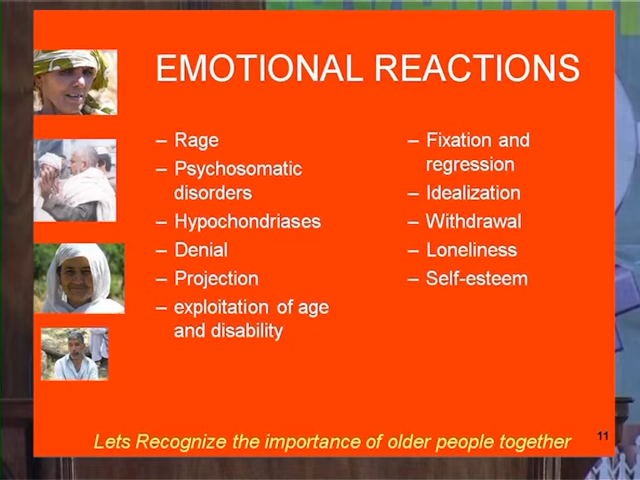 EMOTIONAL REACTIONS
– Rage
– Psychosomatic
disorders
– Hypochondriases
– Denial
– Projection
– exploitation of age
and disability
– Fixation and
regression
– Idealization
– Withdrawal
– Loneliness
– Self-esteem
Lets Recognize the importance of older people together
11